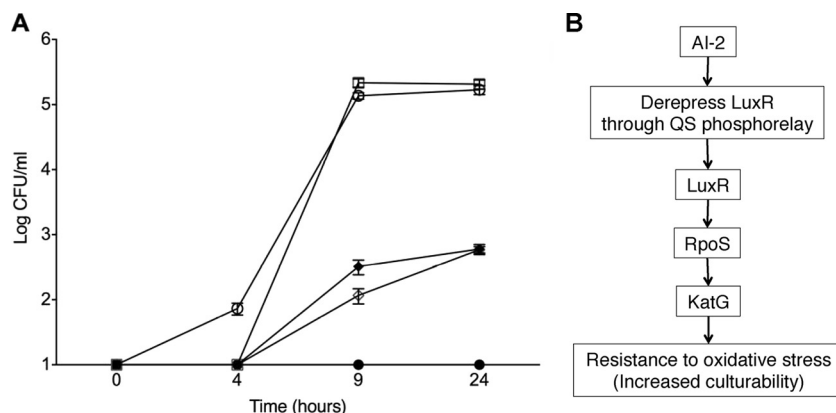 A
Log CFU/ml
6
5
4
3
2
1
0
4
9
24
Time (hours)
B
AI-2
Derepress LuxR
through QS phosphorelay
LuxR
RpoS
KatG
Resistance to oxidative stress
(Increased culturability)